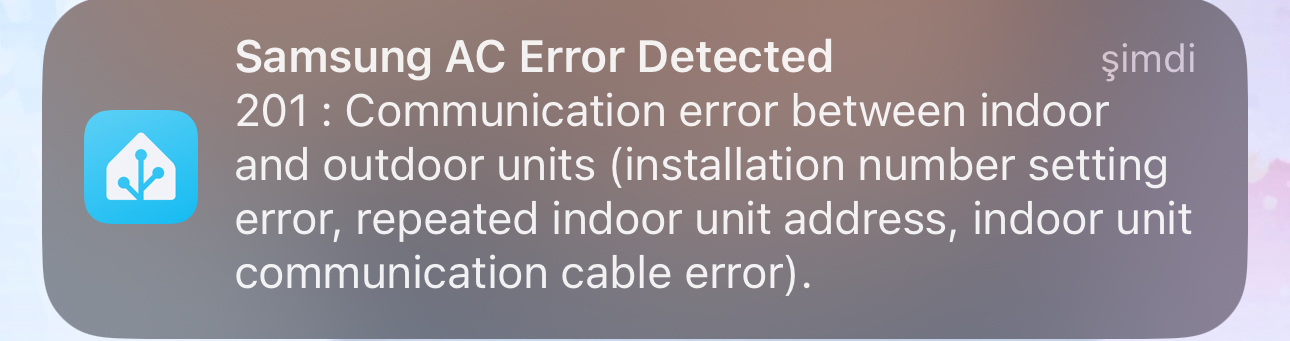 Samsung AC Error Detected
şimdi
201 : Communication error between indoor
and outdoor units (installation number setting
error, repeated indoor unit address, indoor unit
communication cable error).